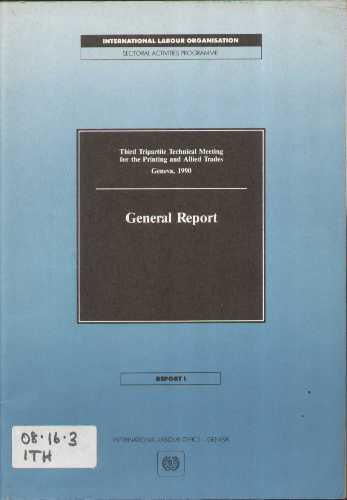 INTERNATIONAL LABOUR ORGANISATION
SECTORAL ACTIVITIES PROGRAMME
Third Tripartite Technical Meeting
for the Printing and Allied Trades
Geneva, 1990
General Report
REPORT I
INTERNATIONAL LABOUR OFFICE - GENEVA
08·16·3
ITH